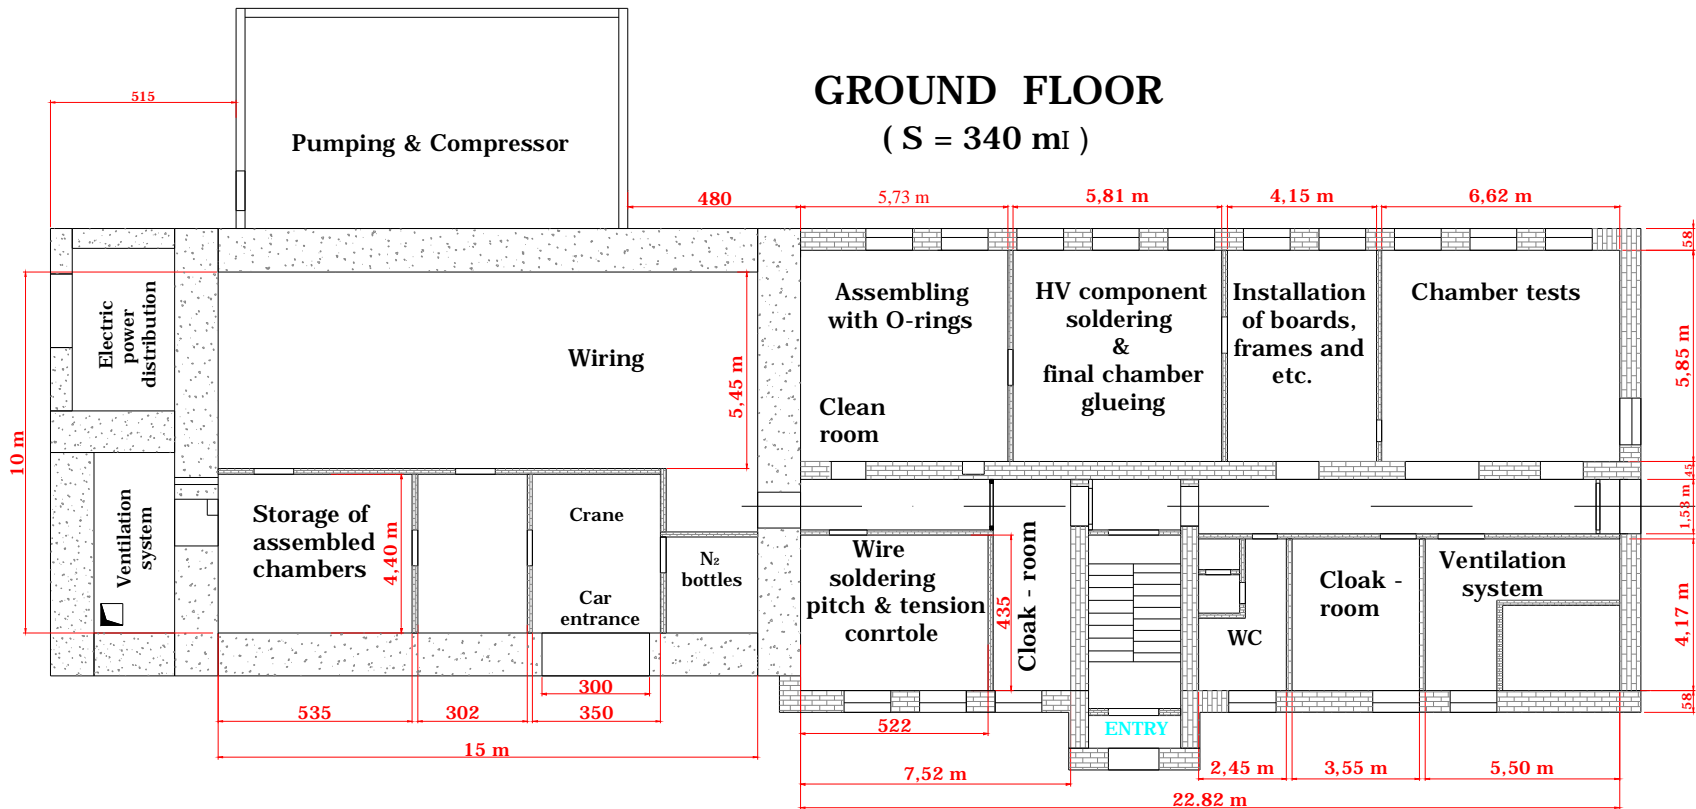 GROUND FLOOR
( S = 340 mI )
515
Pumping & Compressor
480
5,73 m
5,81 m
4,15 m
6,62 m
58
Electric
power
distribution
Wiring
5,45 m
Assembling
with O-rings
Clean
room
HV component
soldering
&
final chamber
glueing
Installation
of boards,
frames and
etc.
Chamber tests
5,85 m
10 m
45
1,53 m
Ventilation
system
Storage of
assembled
chambers
4,40 m
Crane
Car
entrance
N2
bottles
Wire
soldering
pitch & tension
conrtole
435
Cloak - room
WC
Cloak -
room
Ventilation
system
4,17 m
58
300
535
302
350
522
ENTRY
15 m
7,52 m
2,45 m
3,55 m
5,50 m
22.82 m